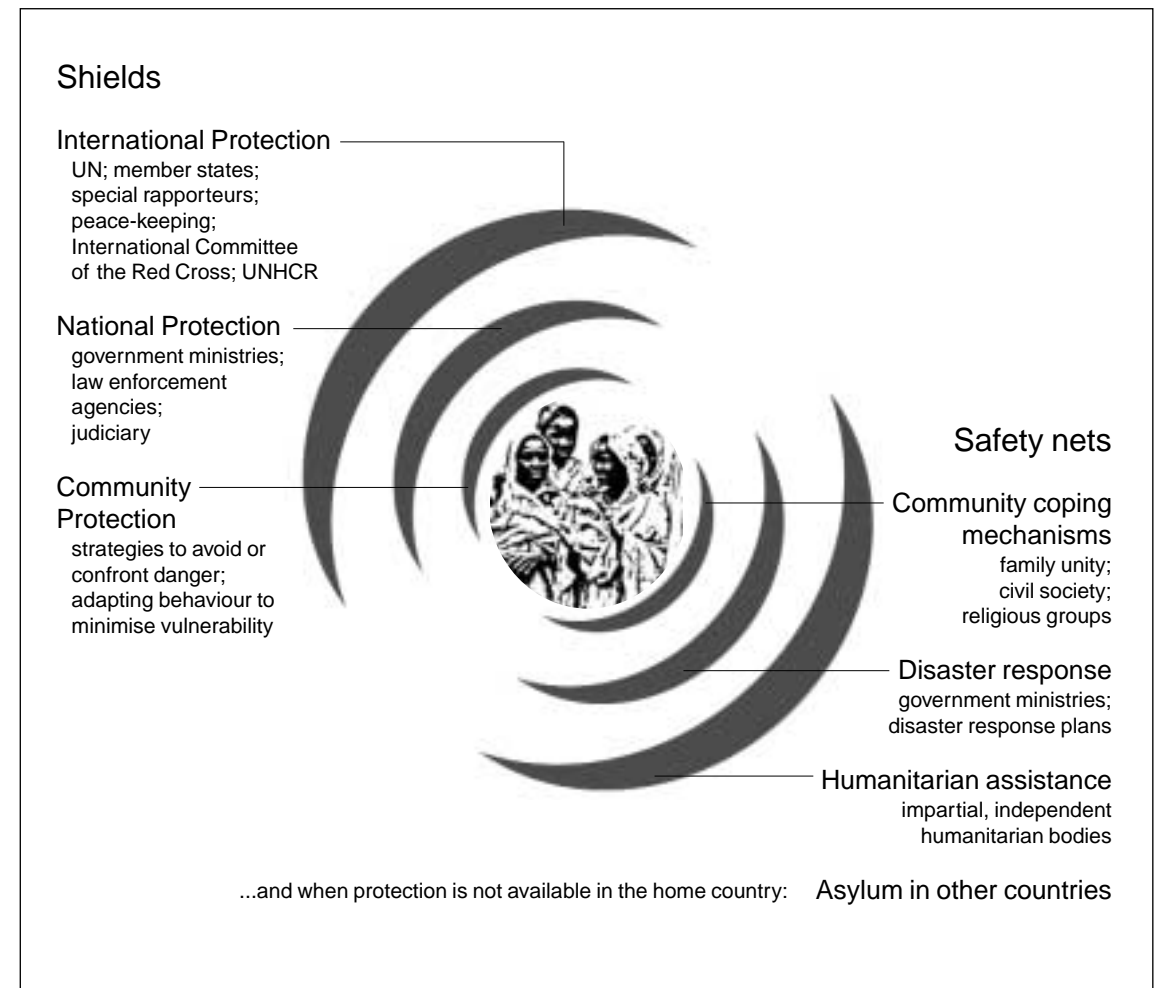 Shields
International Protection
UN; member states;
special rapporteurs;
peace-keeping;
International Committee
of the Red Cross; UNHCR
National Protection
government ministries;
law enforcement
agencies;
judiciary
Community
Protection
strategies to avoid or
confront danger;
adapting behaviour to
minimise vulnerability
Safety nets
Community coping
mechanisms
family unity;
civil society;
religious groups
Disaster response
government ministries;
disaster response plans
Humanitarian assistance
impartial, independent
humanitarian bodies
...and when protection is not available in the home country: Asylum in other countries